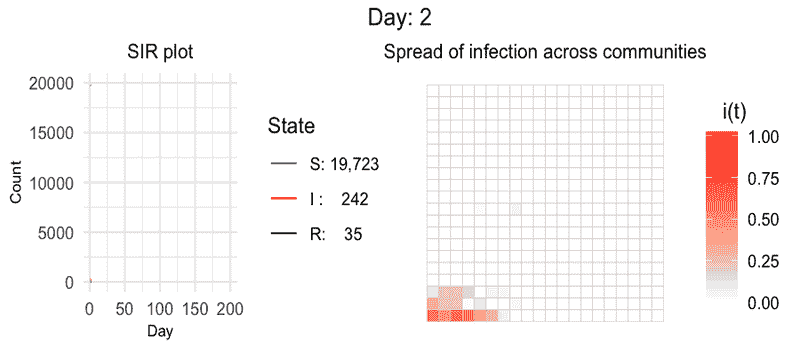 Day: 2
SIR plot
Spread of infection across communities
20000
15000
10000
5000
0
Count
0 50 100 150 200
Day
State
S: 19,723
I : 242
R: 35
i(t)
1.00
0.75
0.50
0.25
0.00